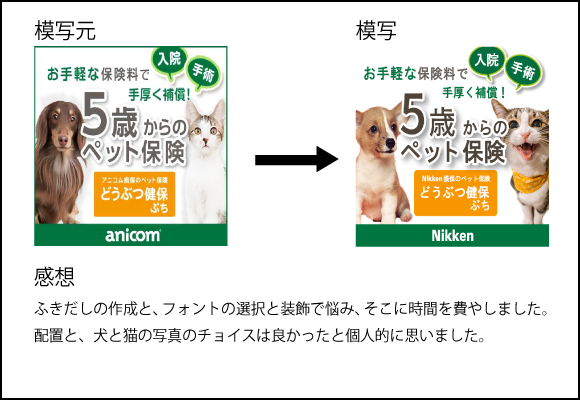 模写元
模写
お手軽な保険料で
入院
手術
手厚く補償!
5歳からの
ペット保険
アニコム損保のペット保険
どうぶつ健保
ぷち
anicom
お手軽な保険料で
入院
手術
手厚く補償!
5歳からの
ペット保険
Nikken損保のペット保険
どうぶつ健保
ぷち
Nikken
感想
ふきだしの作成と、フォントの選択と装飾で悩み、そこに時間を費やしました。
配置と、犬と猫の写真のチョイスは良かったと個人的に思いました。